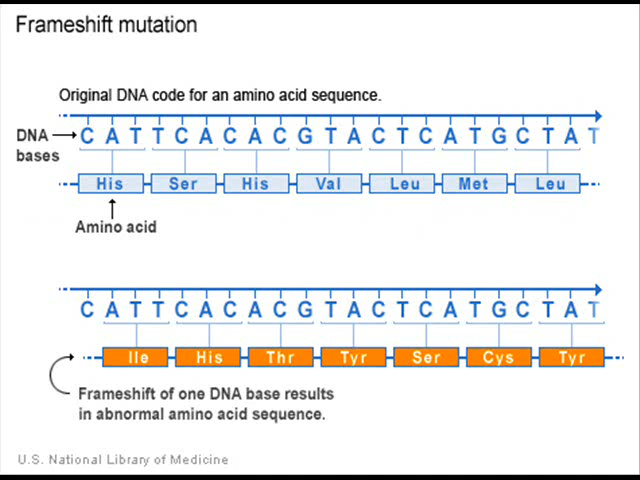 Frameshift mutation
Original DNA code for an amino acid sequence.
DNA bases
C A T T C A C A C G T A C T C A T G C T A T
His Ser His Val Leu Met Leu
Amino acid
C A T T C A C A C G T A C T C A T G C T A T
Ile His Thr Tyr Ser Cys Tyr
Frameshift of one DNA base results
in abnormal amino acid sequence.
U.S. National Library of Medicine